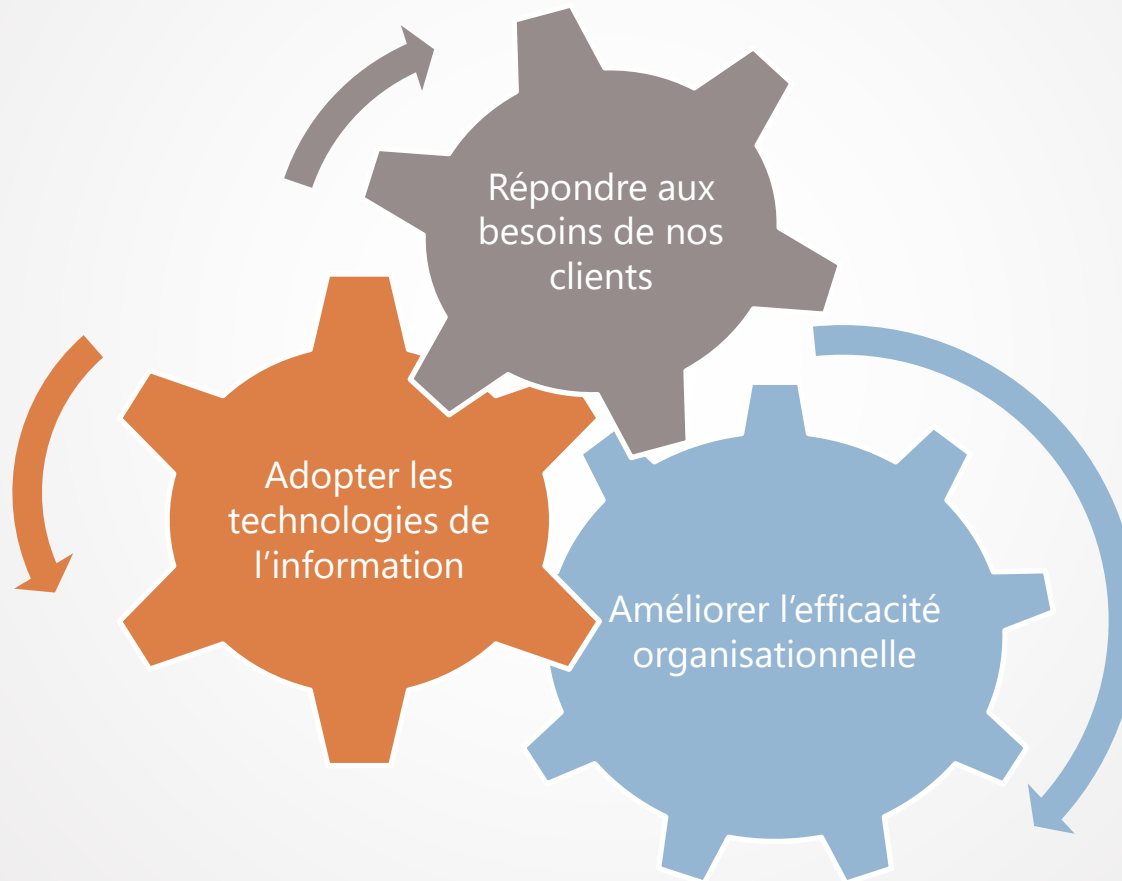 Répondre aux
besoins de nos
clients
Adopter les
technologies de
l’information
Améliorer l’efficacité
organisationnelle